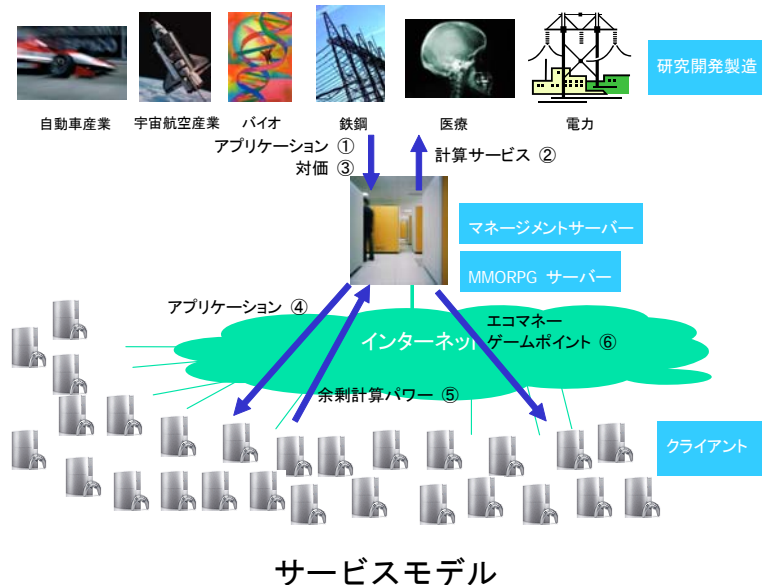 研究開発製造
自動車産業
宇宙航空産業
バイオ
鉄鋼
医療
電力
アプリケーション ①
対価 ③
計算サービス ②
マネージメントサーバー
MMORPG サーバー
アプリケーション ④
エコマネー
インターネット
ゲームポイント ⑥
余剰計算パワー ⑤
クライアント
サービスモデル